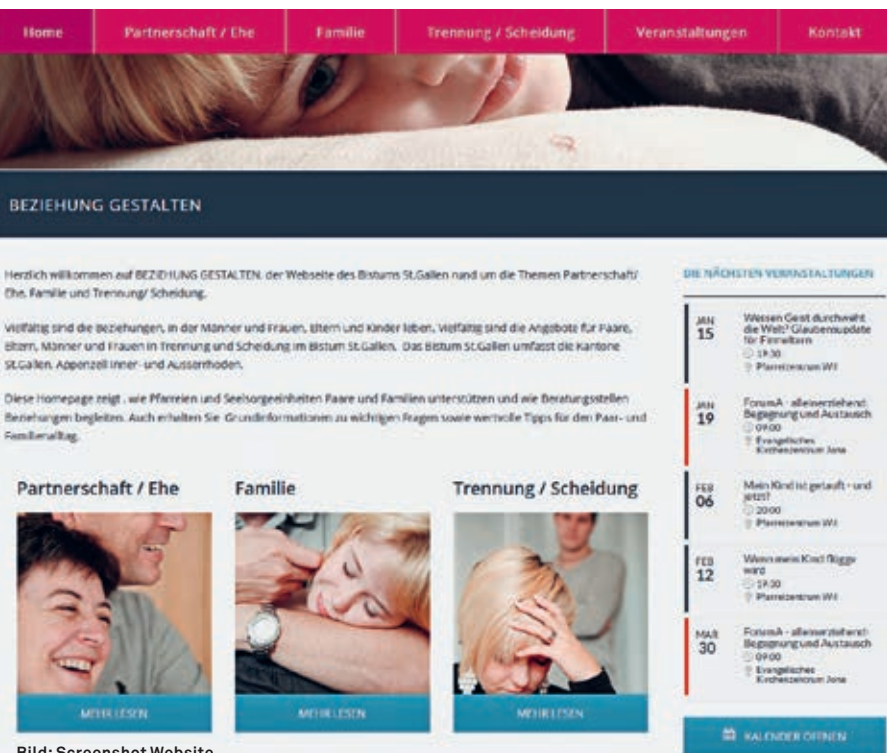 Home
Partnerschaft / Ehe
Familie
Trennung / Scheidung
Veranstaltungen
Kontakt
BEZIEHUNG GESTALTEN
Herzlich willkommen auf BEZIEHUNG GESTALTEN, der Webseite des Bistums St.Gallen rund um die Themen Partnerschaft/
Ehe, Familie und Trennung/ Scheidung.
Vielfältig sind die Beziehungen, in der Männer und Frauen, Eltern und Kinder leben. Vielfältig sind die Angebote für Paare,
Eltern, Männer und Frauen in Trennung und Scheidung im Bistum St.Gallen. Das Bistum St.Gallen umfasst die Kantone
St.Gallen, Appenzell Inner- und Ausserrhoden.
Diese Homepage zeigt , wie Pfarreien und Seelsorgeeinheiten Paare und Familien unterstützen und wie Beratungsstellen
Beziehungen begleiten. Auch erhalten Sie Grundinformationen zu wichtigen Fragen sowie wertvolle Tipps für den Paar- und
Familienalltag.
Partnerschaft / Ehe
MEHR LESEN
Familie
MEHR LESEN
Trennung / Scheidung
MEHR LESEN
DIE NÄCHSTEN VERANSTALTUNGEN
JAN
15
Wessen Geist durchweht
die Welt? Glaubensupdate
für Firmeltern
19:30
Pfarreizentrum Wil
JAN
19
ForumA - alleinerziehend:
Begegnung und Austausch
09:00
Evangelisches
Kirchenzentrum Jona
FEB
06
Mein Kind ist getauft - und
jetzt?
20:00
Pfarreizentrum Wil
FEB
12
Wenn mein Kind flügge
wird
19:30
Pfarreizentrum Wil
MAR
30
ForumA - alleinerziehend:
Begegnung und Austausch
09:00
Evangelisches
Kirchenzentrum Jona
KALENDER ÖFFNEN
Bild: Screenshot Website